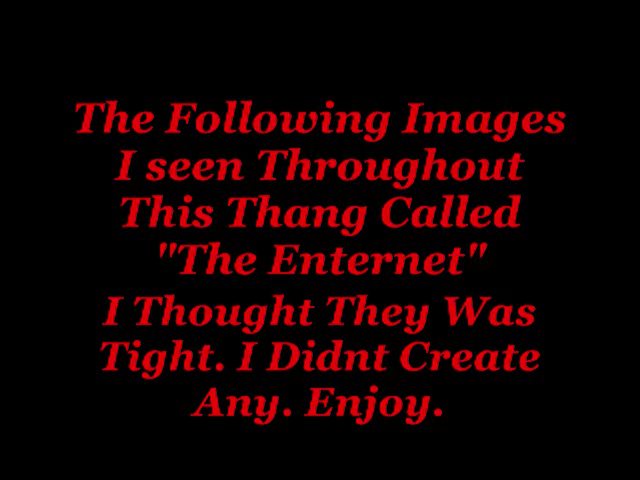 The Following Images
I seen Throughout
This Thang Called
"The Enternet"
I Thought They Was
Tight. I Didnt Create
Any. Enjoy.